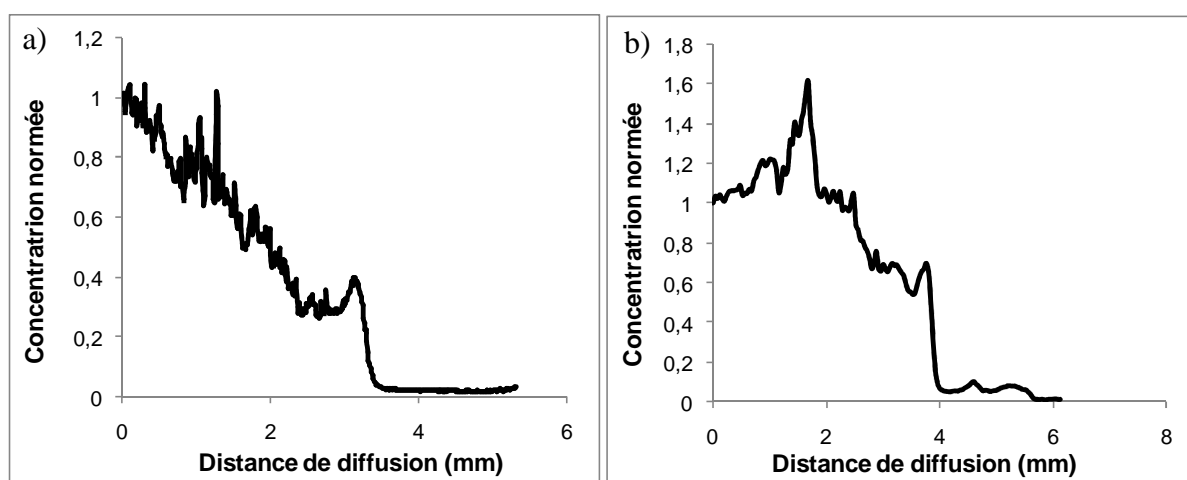 a)
Concentratrion normée
1,2
1
0,8
0,6
0,4
0,2
0
0 2 4 6
Distance de diffusion (mm)
b)
Concentratrion normée
1,8
1,6
1,4
1,2
1
0,8
0,6
0,4
0,2
0
0 2 4 6 8
Distance de diffusion (mm)